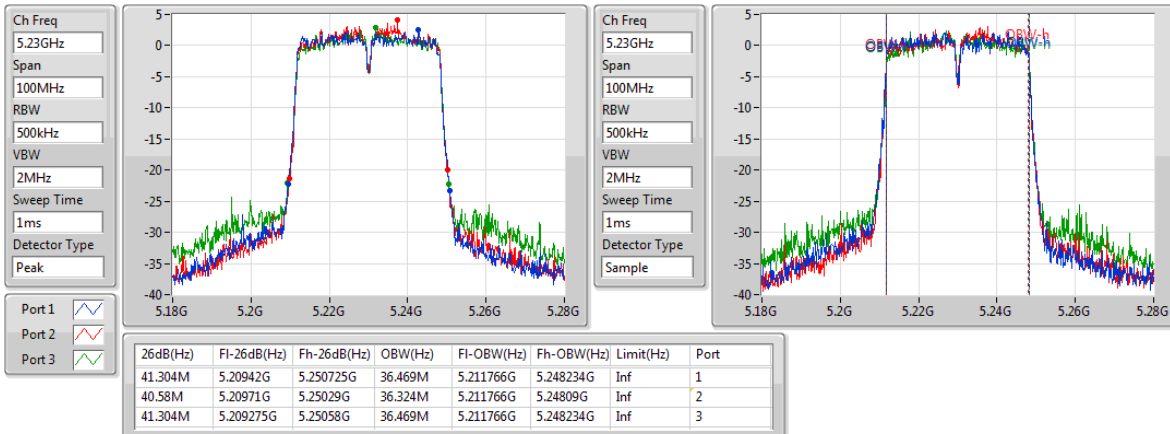 Ch Freq
5.23GHz
Span
100MHz
RBW
500kHz
VBW
2MHz
Sweep Time
1ms
Detector Type
Peak
Port 1
Port 2
Port 3
5
0
-5
-10
-15
-20
-25
-30
-35
-40
5.18G 5.2G 5.22G 5.24G 5.26G 5.28G
Ch Freq
5.23GHz
Span
100MHz
RBW
500kHz
VBW
2MHz
Sweep Time
1ms
Detector Type
Sample
5
0
-5
-10
-15
-20
-25
-30
-35
-40
OBW-h
5.18G 5.2G 5.22G 5.24G 5.26G 5.28G
26dB(Hz) Fl-26dB(Hz) Fh-26dB(Hz) OBW(Hz) Fl-OBW(Hz) Fh-OBW(Hz) Limit(Hz) Port
41.304M 5.20942G 5.250725G 36.469M 5.211766G 5.248234G Inf 1
40.58M 5.20971G 5.25029G 36.324M 5.211766G 5.24809G Inf 2
41.304M 5.209275G 5.25058G 36.469M 5.211766G 5.248234G Inf 3